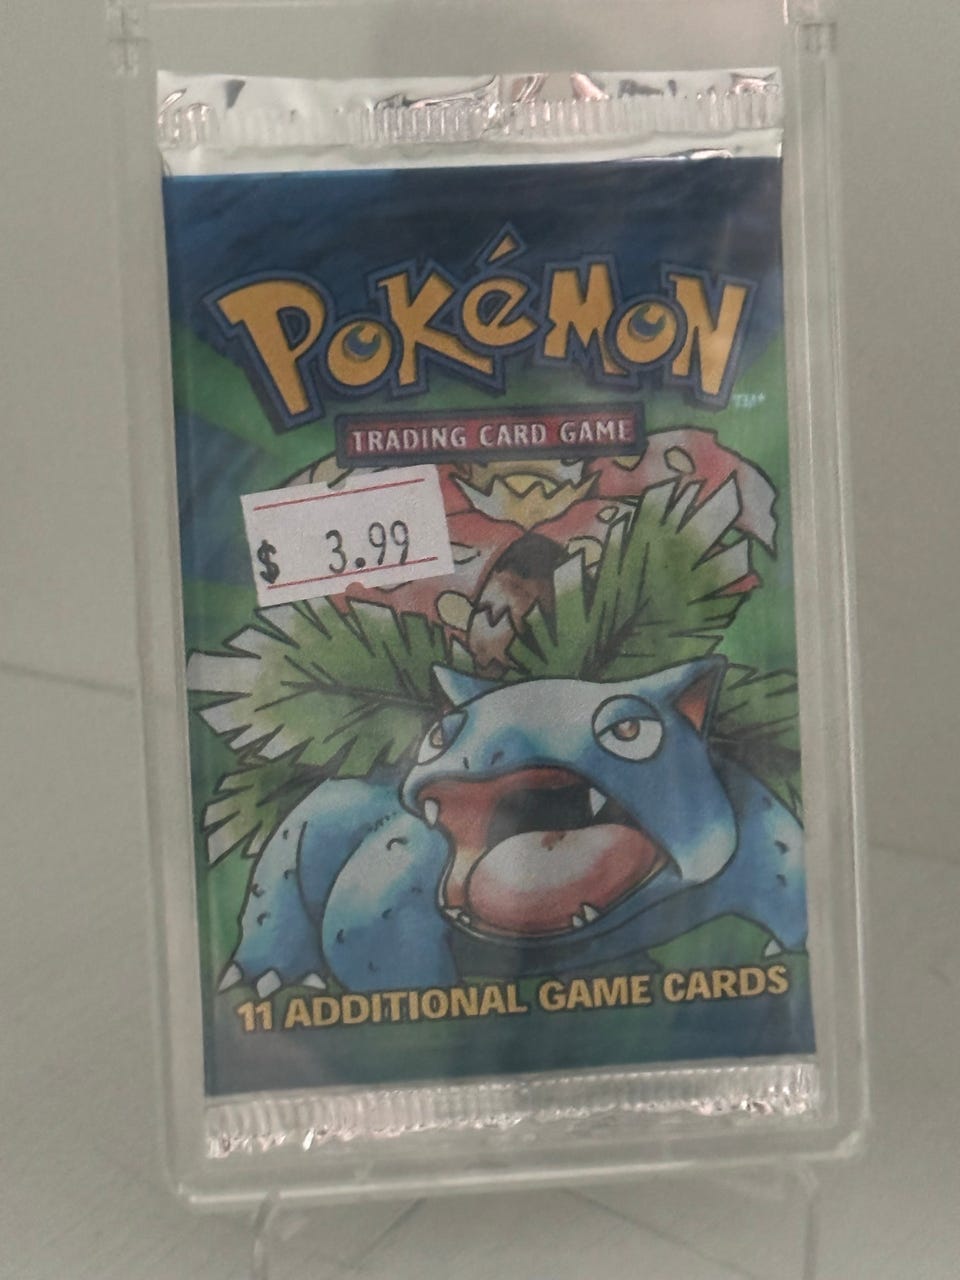 POKéMON
TM*
TRADING CARD GAME
$ 3.99
11 ADDITIONAL GAME CARDS